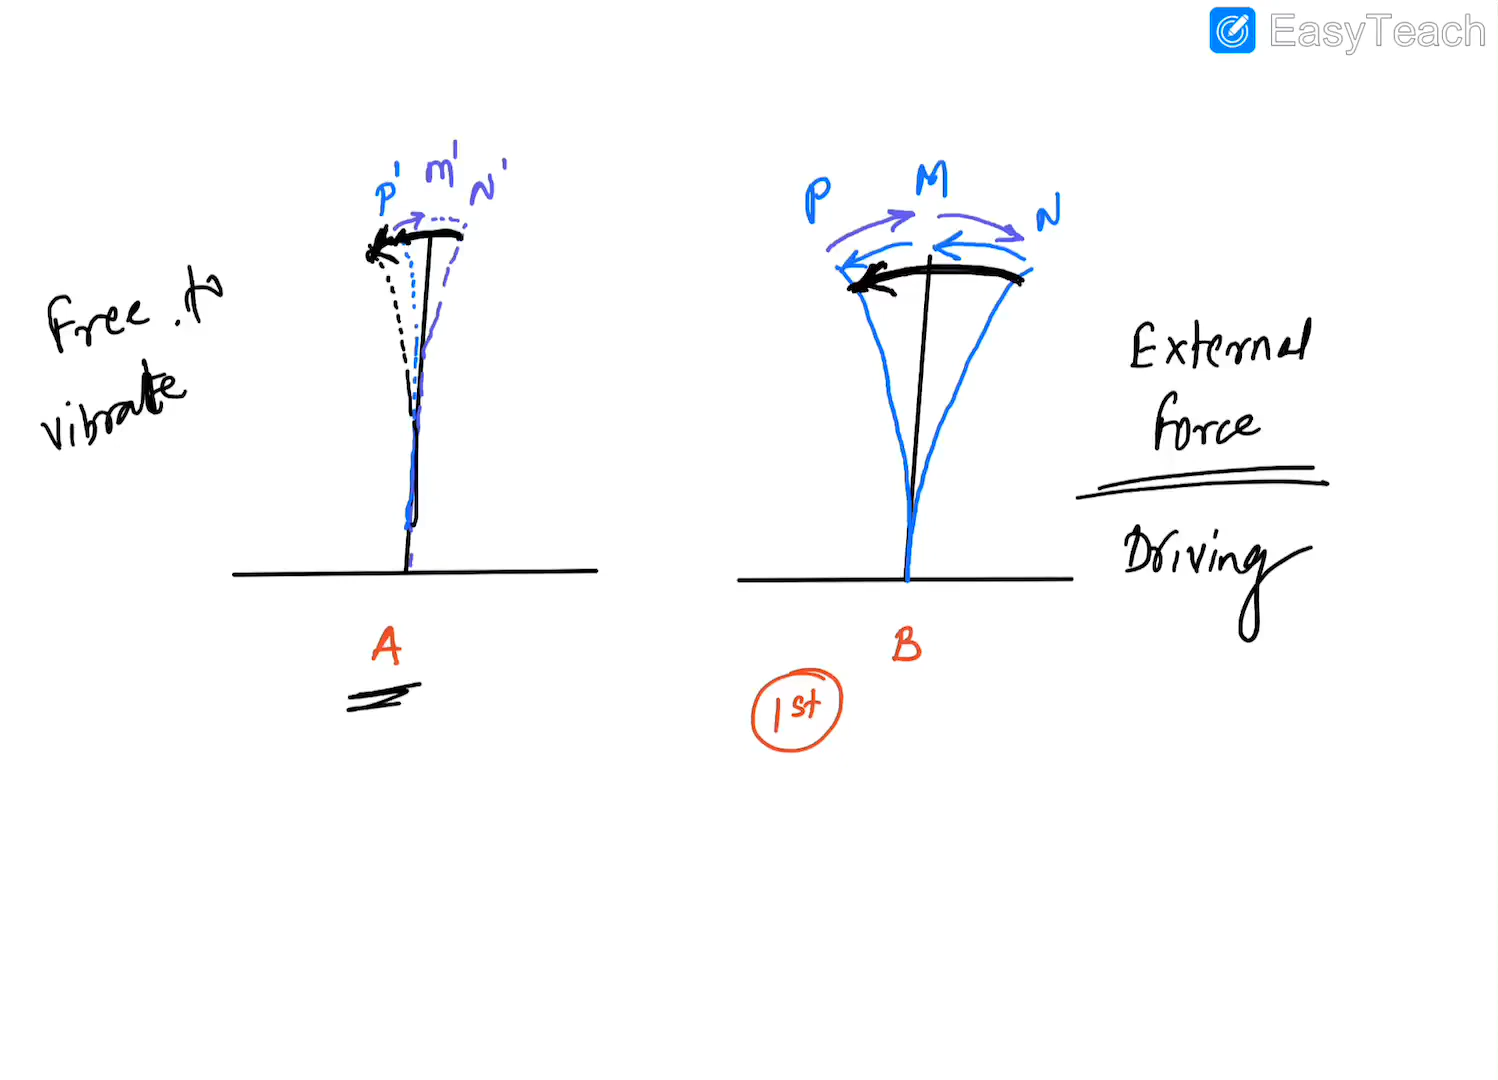 EasyTeach
P' M' N'
P M N
Free to
vibrate
External
Force
Driving
A
B
1st